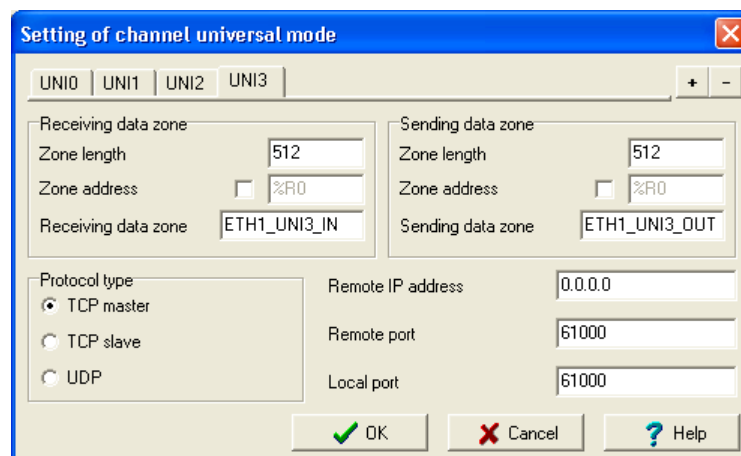 Setting of channel universal mode
UNI0 UNI1 UNI2 UNI3 + -
Receiving data zone
Zone length 512
Zone address %R0
Receiving data zone ETH1_UNI3_IN
Sending data zone
Zone length 512
Zone address %R0
Sending data zone ETH1_UNI3_OUT
Protocol type
TCP master
TCP slave
UDP
Remote IP address 0.0.0.0
Remote port 61000
Local port 61000
OK Cancel ? Help